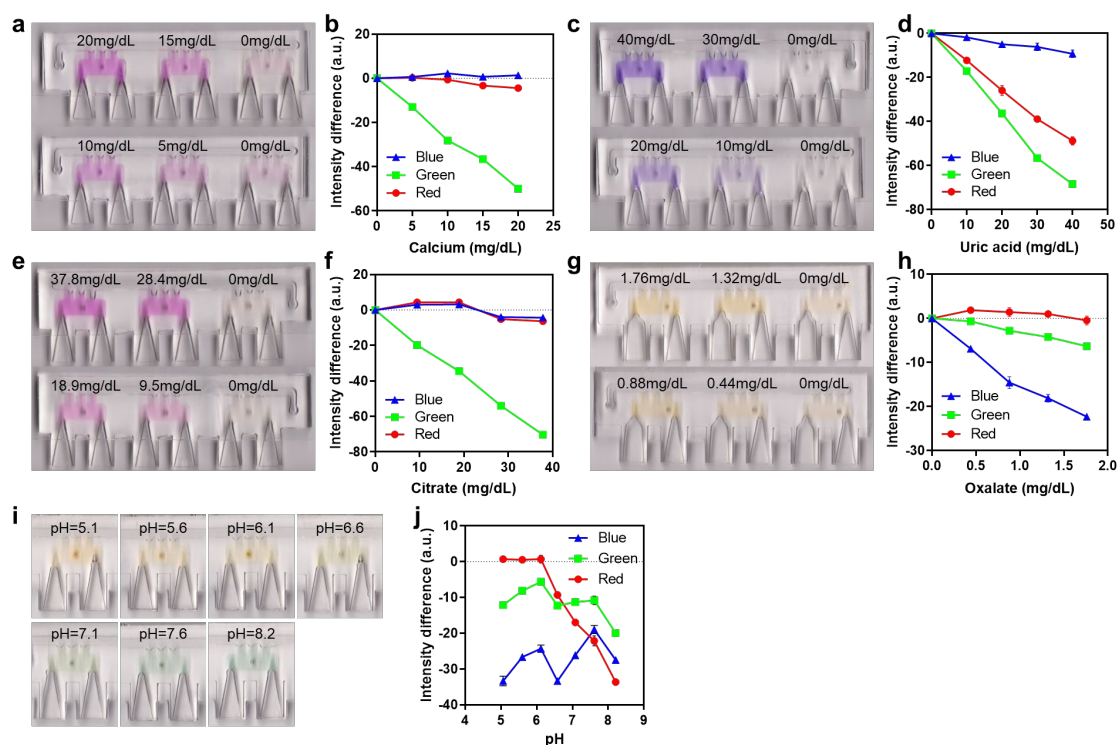 a
20mg/dL 15mg/dL 0mg/dL
10mg/dL 5mg/dL 0mg/dL
b
Intensity difference (a.u.)
20
0
-20
-40
-60
Blue
Green
Red
0 5 10 15 20 25
Calcium (mg/dL)
c
40mg/dL 30mg/dL 0mg/dL
20mg/dL 10mg/dL 0mg/dL
d
Intensity difference (a.u.)
0
-20
-40
-60
-80
Blue
Green
Red
0 10 20 30 40 50
Uric acid (mg/dL)
e
37.8mg/dL 28.4mg/dL 0mg/dL
18.9mg/dL 9.5mg/dL 0mg/dL
f
Intensity difference (a.u.)
20
0
-20
-40
-60
-80
Blue
Green
Red
0 10 20 30 40
Citrate (mg/dL)
g
1.76mg/dL 1.32mg/dL 0mg/dL
0.88mg/dL 0.44mg/dL 0mg/dL
h
Intensity difference (a.u.)
10
0
-10
-20
-30
Blue
Green
Red
0.0 0.5 1.0 1.5 2.0
Oxalate (mg/dL)
i
pH=5.1 pH=5.6 pH=6.1 pH=6.6
pH=7.1 pH=7.6 pH=8.2
j
Intensity difference (a.u.)
10
0
-10
-20
-30
-40
Blue
Green
Red
4 5 6 7 8 9
pH